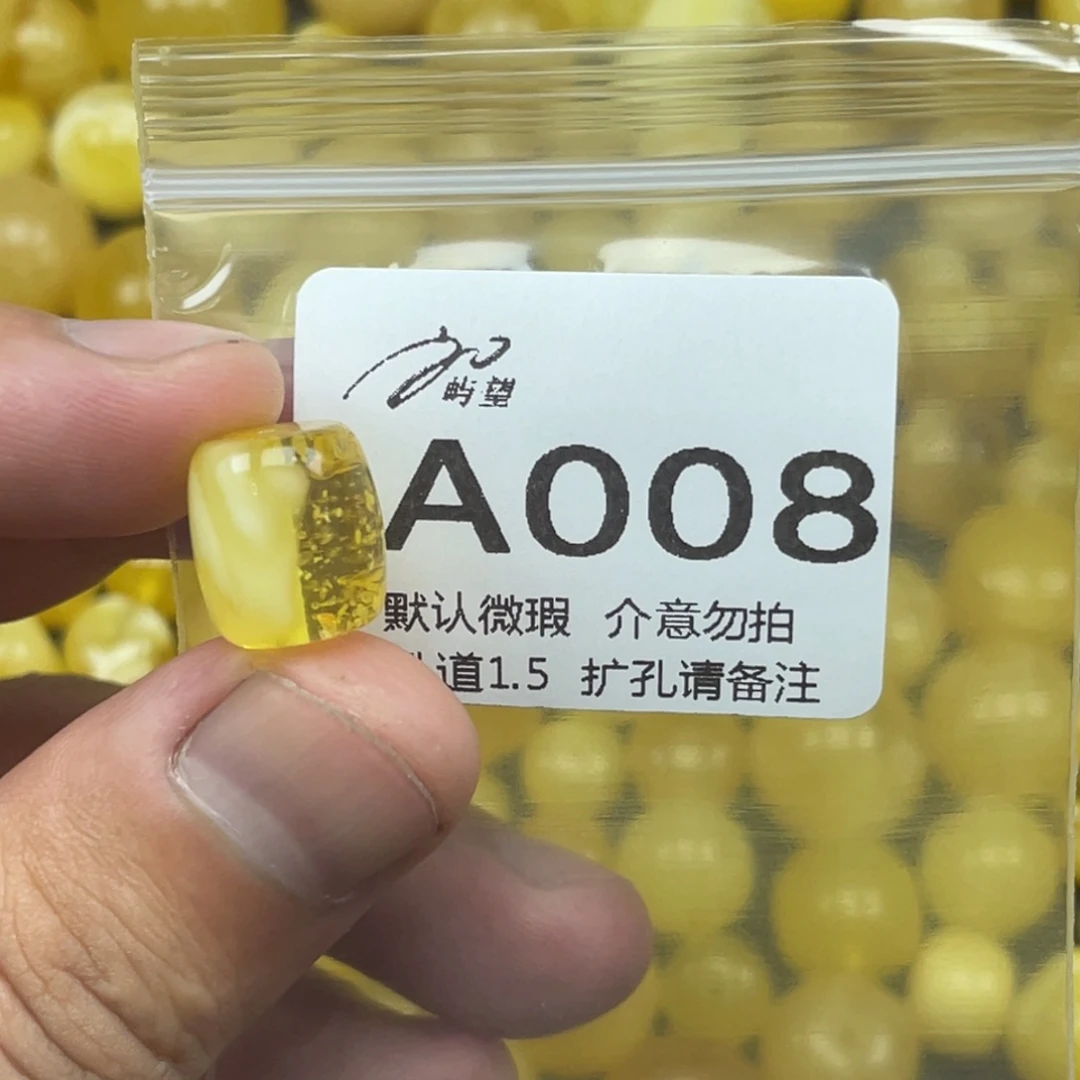 屿望
A008
默认微瑕 介意勿拍
道1.5 扩孔请备注